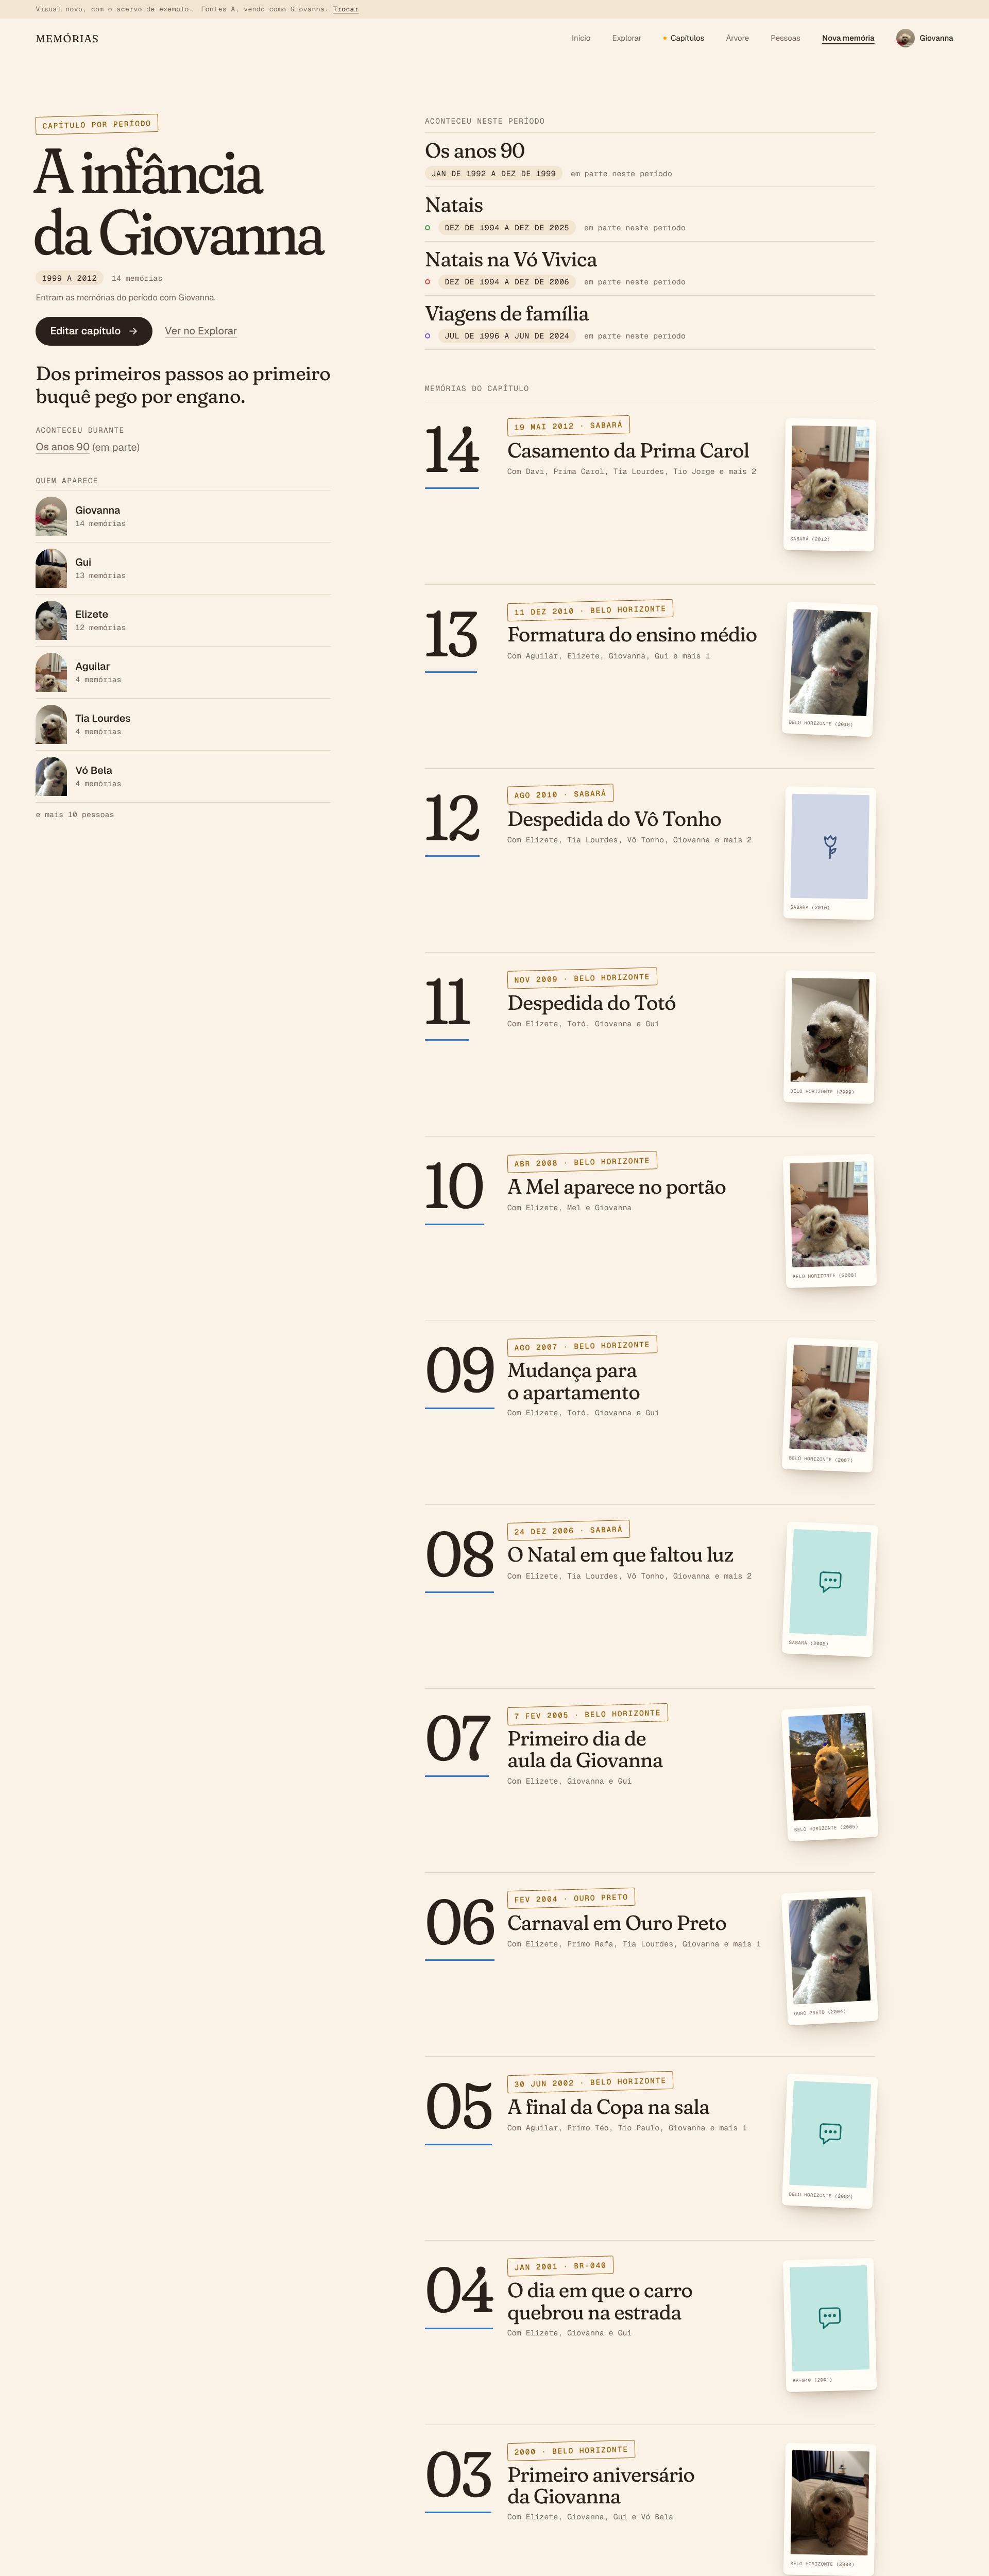 Visual novo, com o acervo de exemplo. Fontes A, vendo como Giovanna. Trocar
MEMÓRIAS
Início
Explorar
Capítulos
Árvore
Pessoas
Nova memória
Giovanna
CAPÍTULO POR PERÍODO
A infância
da Giovanna
1999 A 2012
14 memórias
Entram as memórias do período com Giovanna.
Editar capítulo →
Ver no Explorar
Dos primeiros passos ao primeiro
buquê pego por engano.
ACONTECEU DURANTE
Os anos 90 (em parte)
QUEM APARECE
Giovanna
14 memórias
Gui
13 memórias
Elizete
12 memórias
Aguilar
4 memórias
Tia Lourdes
4 memórias
Vó Bela
4 memórias
e mais 10 pessoas
ACONTECEU NESTE PERÍODO
Os anos 90
JAN DE 1992 A DEZ DE 1999 em parte neste período
Natais
DEZ DE 1994 A DEZ DE 2025 em parte neste período
Natais na Vó Vivica
DEZ DE 1994 A DEZ DE 2006 em parte neste período
Viagens de família
JUL DE 1996 A JUN DE 2024 em parte neste período
MEMÓRIAS DO CAPÍTULO
14
19 MAI 2012 · SABARÁ
Casamento da Prima Carol
Com Davi, Prima Carol, Tia Lourdes, Tio Jorge e mais 2
SABARÁ (2012)
13
11 DEZ 2010 · BELO HORIZONTE
Formatura do ensino médio
Com Aguilar, Elizete, Giovanna, Gui e mais 1
BELO HORIZONTE (2010)
12
AGO 2010 · SABARÁ
Despedida do Vô Tonho
Com Elizete, Tia Lourdes, Vô Tonho, Giovanna e mais 2
SABARÁ (2010)
11
NOV 2009 · BELO HORIZONTE
Despedida do Totó
Com Elizete, Totó, Giovanna e Gui
BELO HORIZONTE (2009)
10
ABR 2008 · BELO HORIZONTE
A Mel aparece no portão
Com Elizete, Mel e Giovanna
BELO HORIZONTE (2008)
09
AGO 2007 · BELO HORIZONTE
Mudança para
o apartamento
Com Elizete, Totó, Giovanna e Gui
BELO HORIZONTE (2007)
08
24 DEZ 2006 · SABARÁ
O Natal em que faltou luz
Com Elizete, Tia Lourdes, Vô Tonho, Giovanna e mais 2
SABARÁ (2006)
07
7 FEV 2005 · BELO HORIZONTE
Primeiro dia de
aula da Giovanna
Com Elizete, Giovanna e Gui
BELO HORIZONTE (2005)
06
FEV 2004 · OURO PRETO
Carnaval em Ouro Preto
Com Elizete, Primo Rafa, Tia Lourdes, Giovanna e mais 1
OURO PRETO (2004)
05
30 JUN 2002 · BELO HORIZONTE
A final da Copa na sala
Com Aguilar, Primo Téo, Tio Paulo, Giovanna e mais 1
BELO HORIZONTE (2002)
04
JAN 2001 · BR-040
O dia em que o carro
quebrou na estrada
Com Elizete, Giovanna e Gui
BR-040 (2001)
03
2000 · BELO HORIZONTE
Primeiro aniversário
da Giovanna
Com Elizete, Giovanna, Gui e Vó Bela
BELO HORIZONTE (2000)